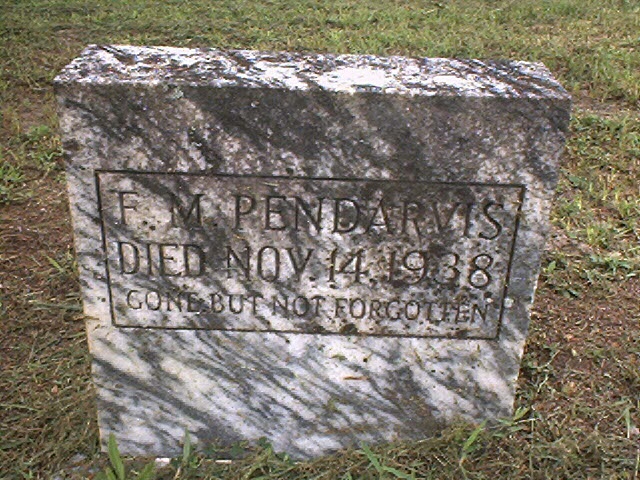 F. M. PENDARVIS
DIED NOV. 14. 1938
GONE BUT NOT FORGOTTEN